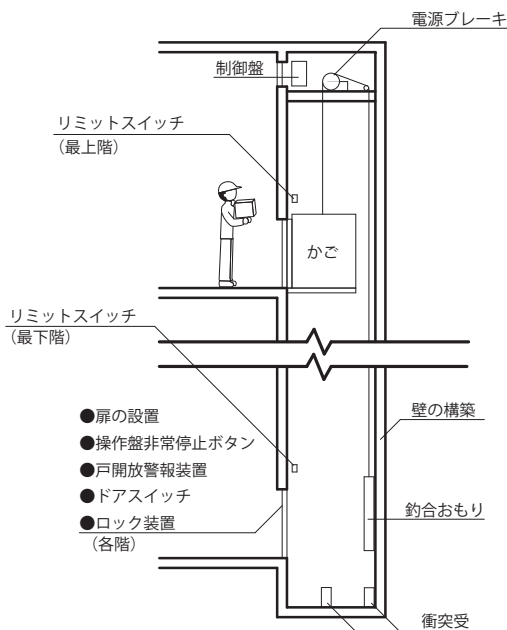 電源ブレーキ
制御盤
リミットスイッチ
(最上階)
かご
リミットスイッチ
(最下階)
●扉の設置
●操作盤非常停止ボタン
●戸開放警報装置
●ドアスイッチ
●ロック装置
(各階)
壁の構築
釣合おもり
衝突受